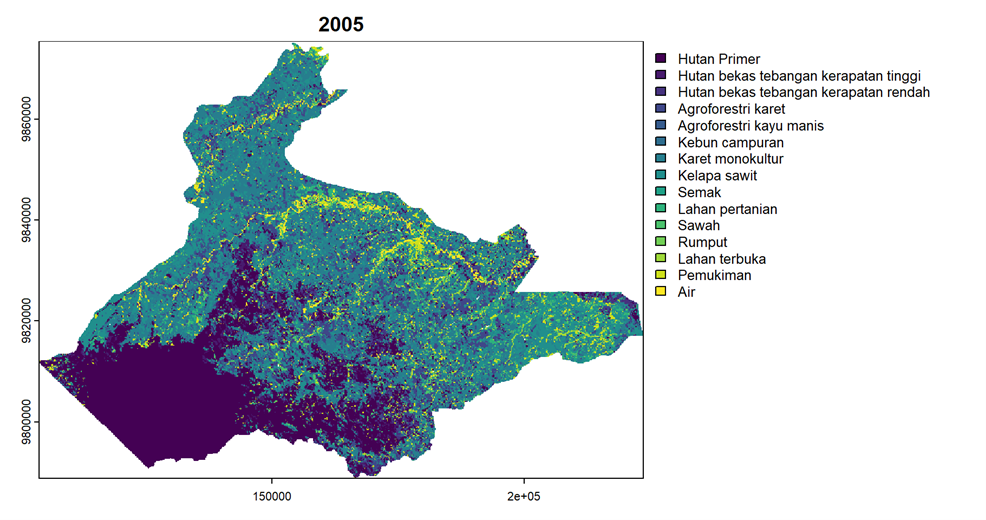 2005
Hutan Primer
Hutan bekas tebangan kerapatan tinggi
Hutan bekas tebangan kerapatan rendah
Agroforestri karet
Agroforestri kayu manis
Kebun campuran
Karet monokultur
Kelapa sawit
Semak
Lahan pertanian
Sawah
Rumput
Lahan terbuka
Pemukiman
Air
9860000
9840000
9820000
9800000
150000
2e+05